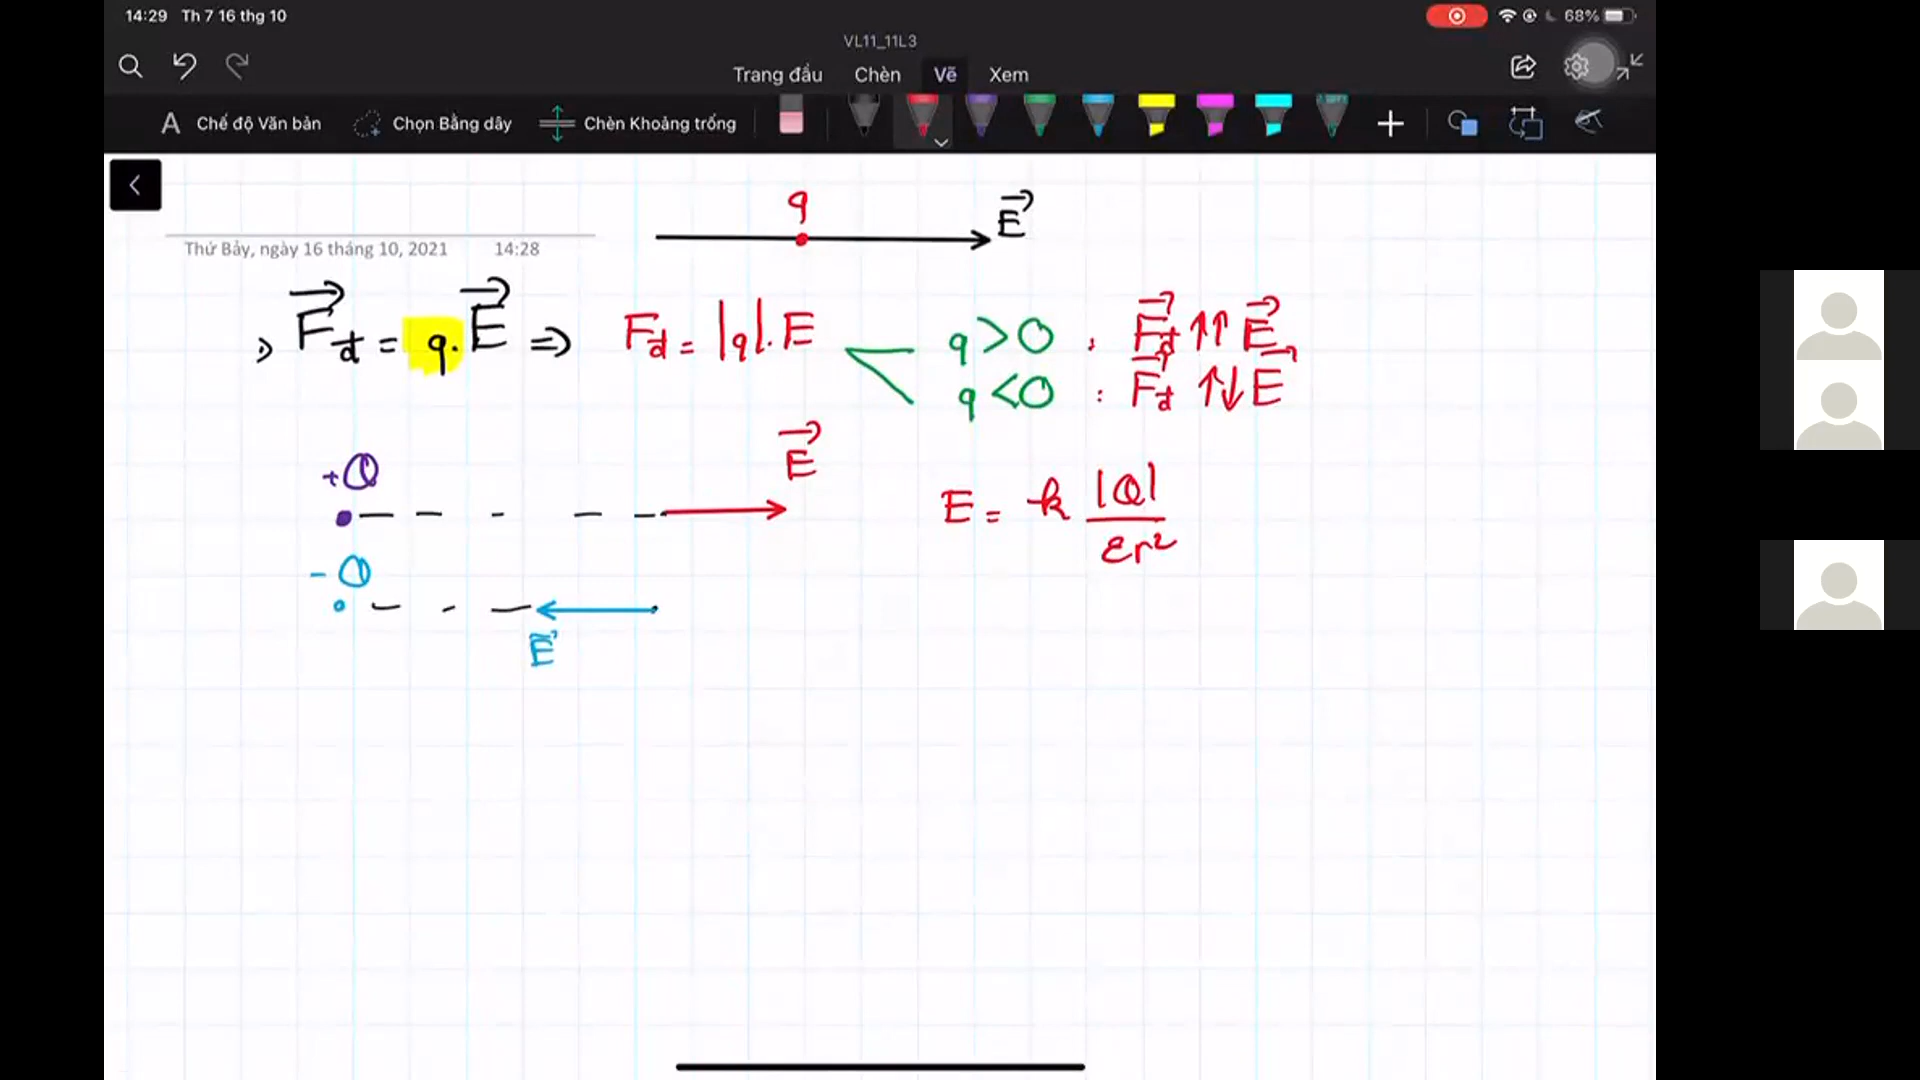 14:29 Th 7 16 thg 10
68%
VL11_11L3
Trang đầu Chèn Vẽ Xem
A Chế độ Văn bản Chọn Bằng dây Chèn Khoảng trống
q E⃗
Thứ Bảy, ngày 16 tháng 10, 2021 14:28
F⃗đ = q.E⃗ ⇒ Fđ = |q|.E
q > 0 : F⃗đ ↑↑ E⃗
q < 0 : F⃗đ ↑↓ E⃗
+Q E⃗
E = k |Q| / εr²
-Q
E⃗